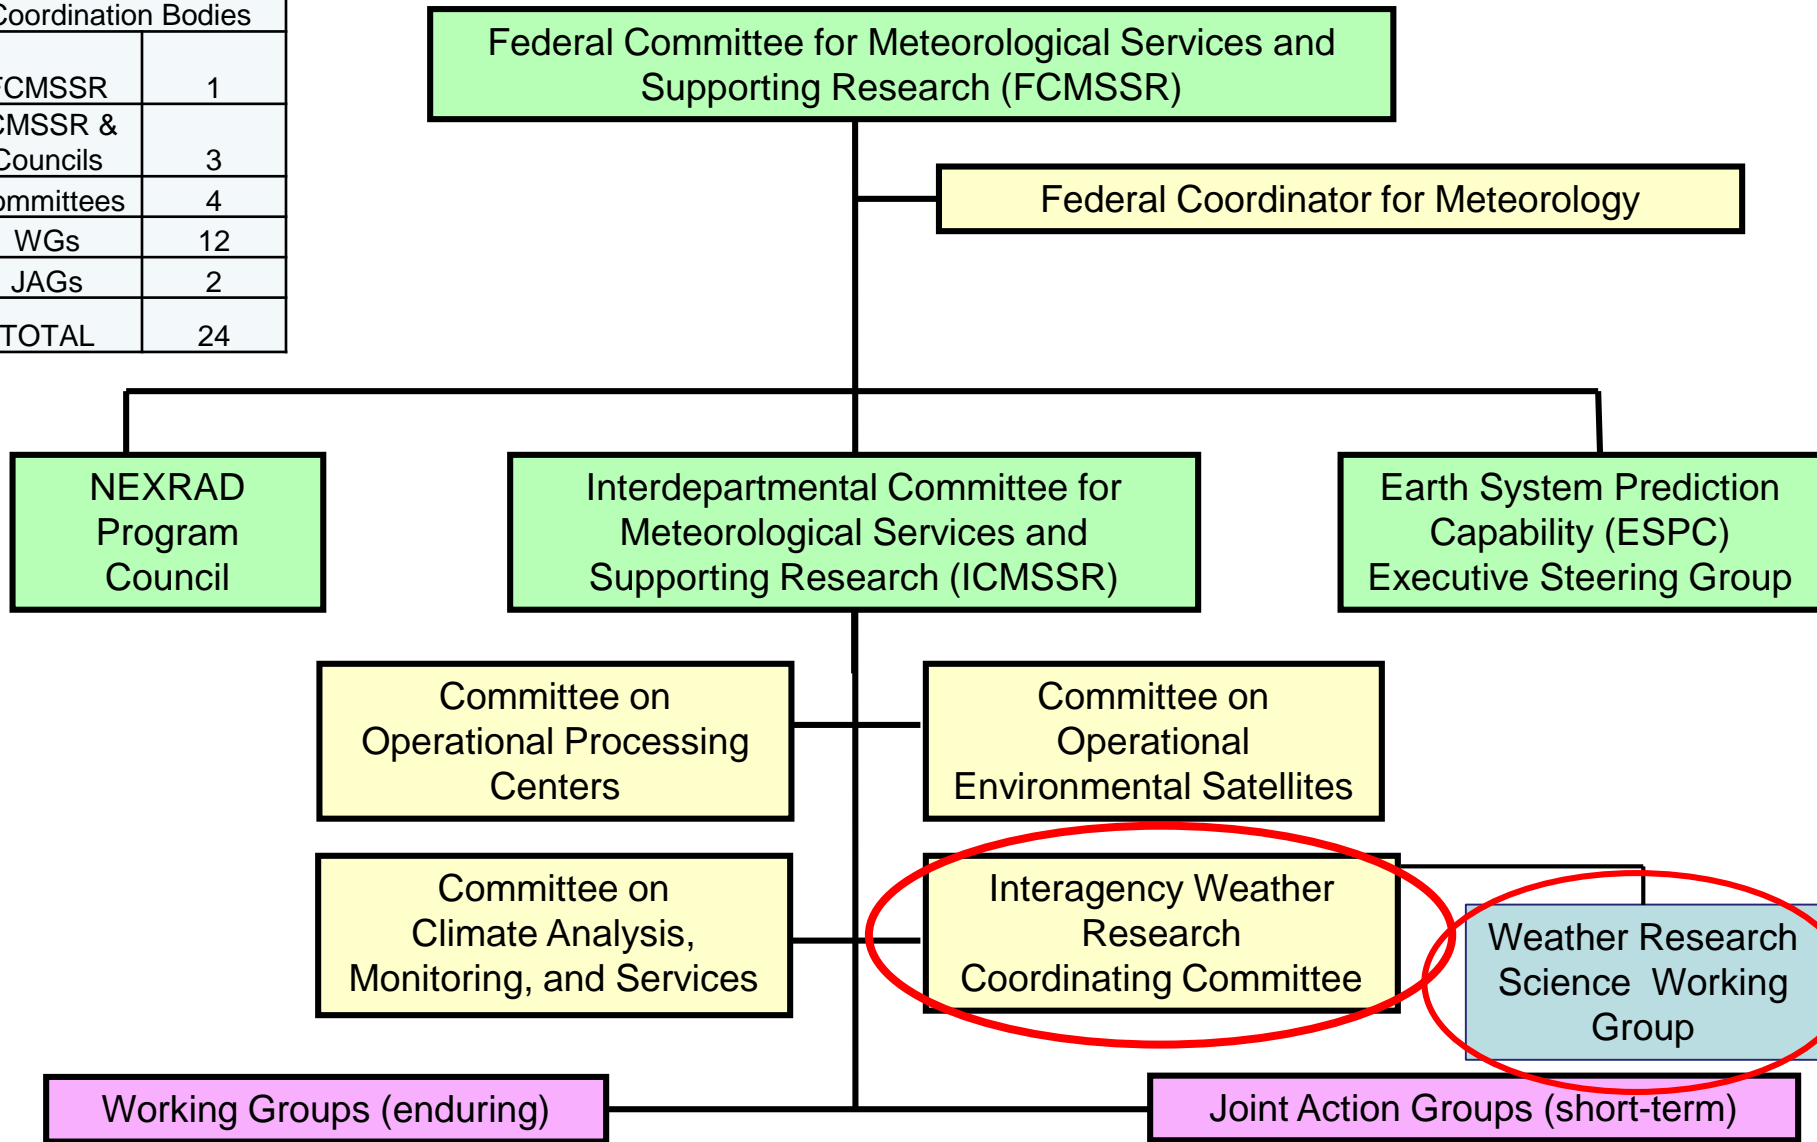 Coordination Bodies
FCMSSR 1
ICMSSR &
Councils 3
Committees 4
WGs 12
JAGs 2
TOTAL 24
Federal Committee for Meteorological Services and
Supporting Research (FCMSSR)
Federal Coordinator for Meteorology
NEXRAD
Program
Council
Interdepartmental Committee for
Meteorological Services and
Supporting Research (ICMSSR)
Earth System Prediction
Capability (ESPC)
Executive Steering Group
Committee on
Operational Processing
Centers
Committee on
Operational
Environmental Satellites
Committee on
Climate Analysis,
Monitoring, and Services
Interagency Weather
Research
Coordinating Committee
Weather Research
Science Working
Group
Working Groups (enduring)
Joint Action Groups (short-term)